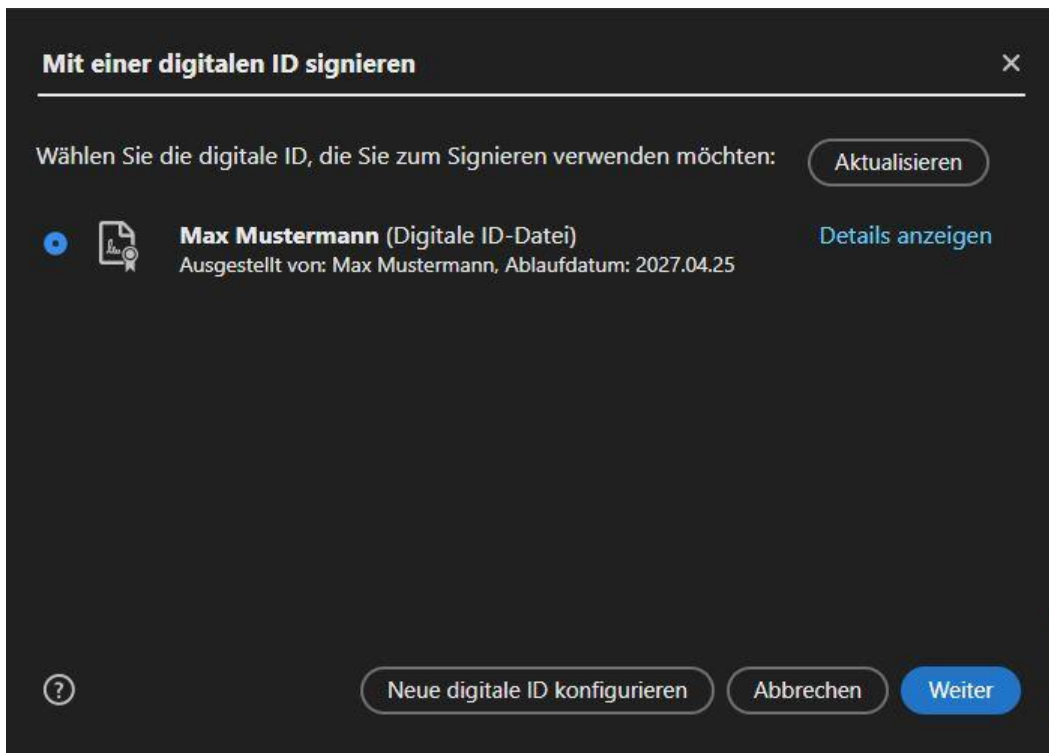 Mit einer digitalen ID signieren
Wählen Sie die digitale ID, die Sie zum Signieren verwenden möchten: Aktualisieren
Max Mustermann (Digitale ID-Datei) Details anzeigen
Ausgestellt von: Max Mustermann, Ablaufdatum: 2027.04.25
Neue digitale ID konfigurieren Abbrechen Weiter